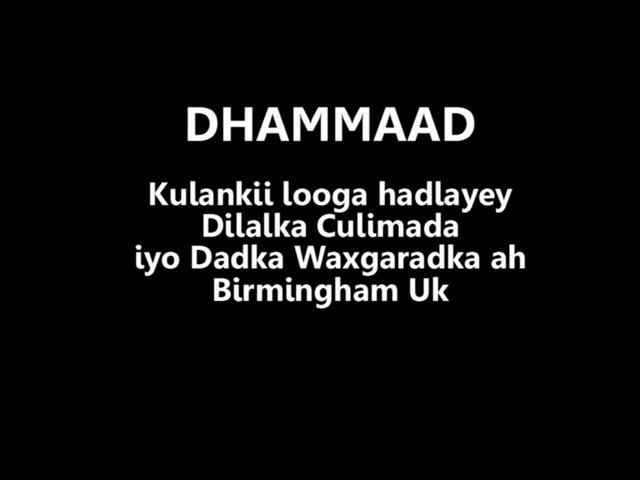 DHAMMAAD
Kulankii looga hadlayey
Dilalka Culimada
iyo Dadka Waxgaradka ah
Birmingham Uk